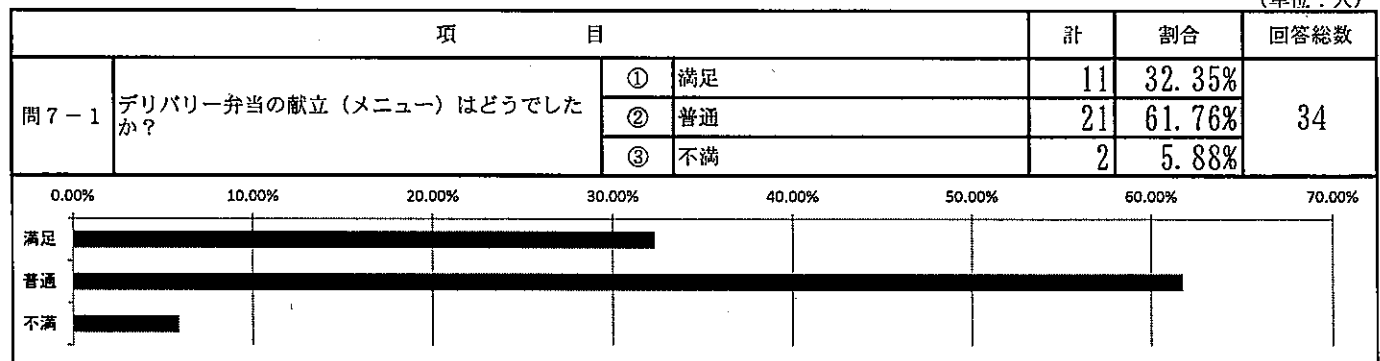 (単位：人)
項 目 計 割合 回答総数
問７－１ デリバリー弁当の献立（メニュー）はどうでした
か？
① 満足 11 32.35%
② 普通 21 61.76% 34
③ 不満 2 5.88%
0.00% 10.00% 20.00% 30.00% 40.00% 50.00% 60.00% 70.00%
満足
普通
不満